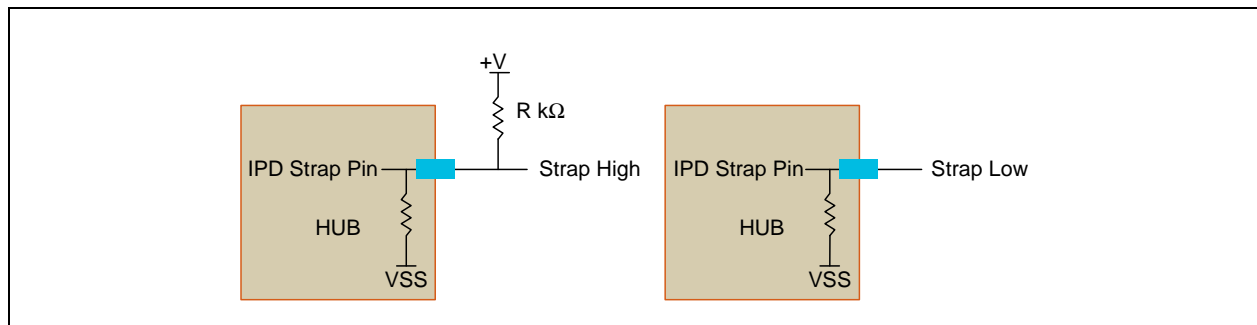 +V
R kΩ
IPD Strap Pin
Strap High
HUB
VSS
IPD Strap Pin
Strap Low
HUB
VSS